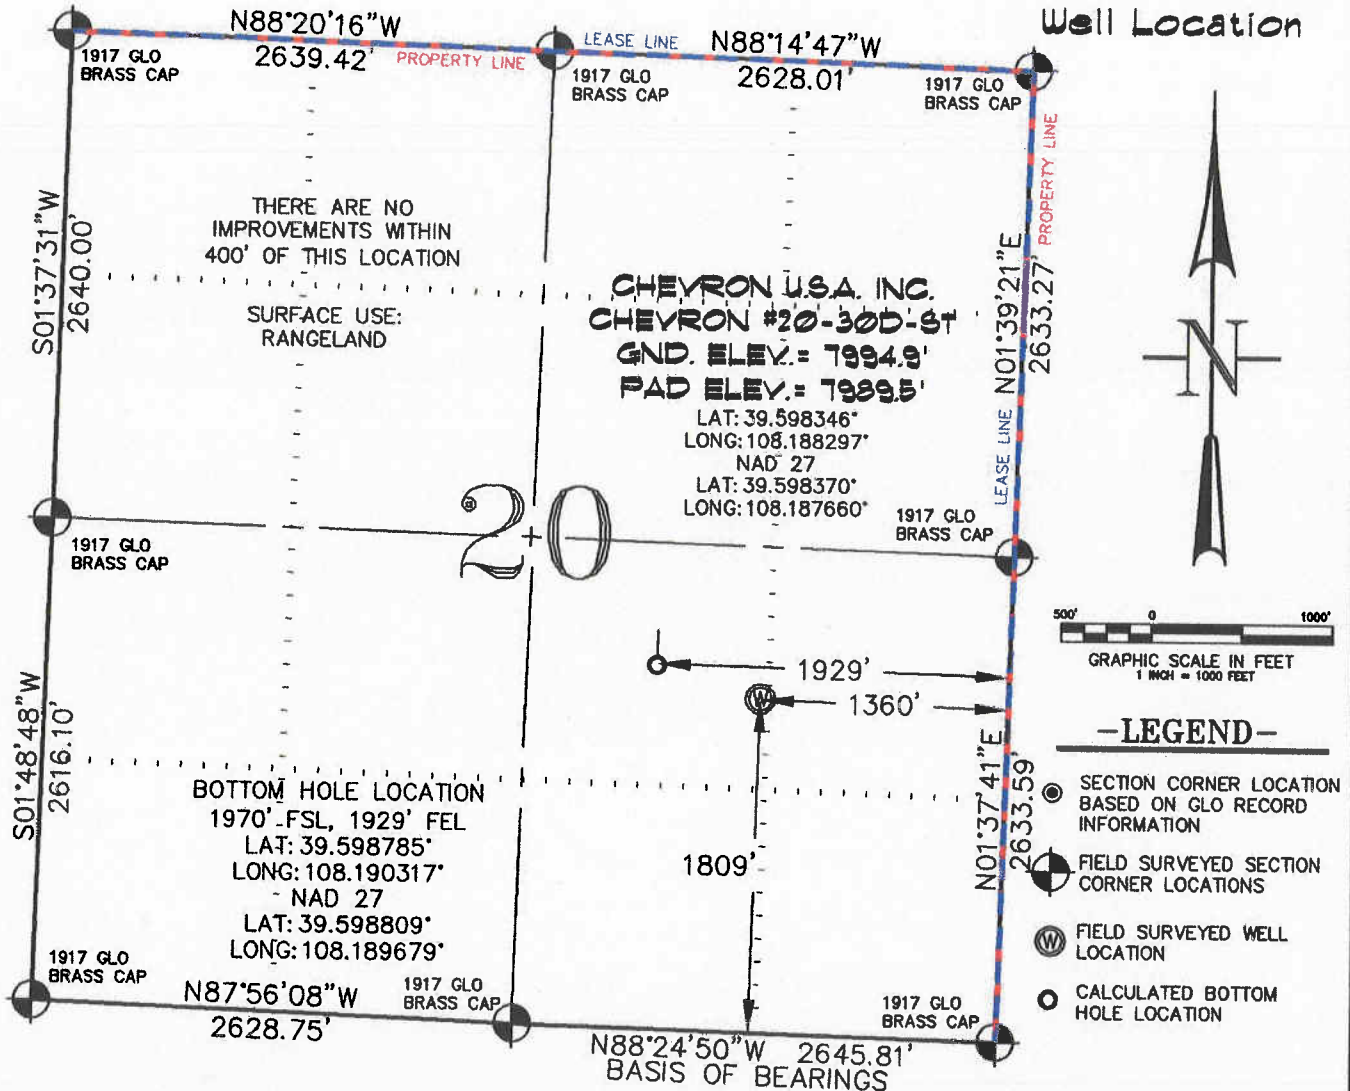 Well Location
N88°20'16"W
2639.42'
PROPERTY LINE
LEASE LINE
N88°14'47"W
2628.01'
1917 GLO
BRASS CAP
1917 GLO
BRASS CAP
1917 GLO
BRASS CAP
PROPERTY LINE
S01°37'31"W
2640.00'
THERE ARE NO
IMPROVEMENTS WITHIN
400' OF THIS LOCATION
SURFACE USE:
RANGELAND
CHEVRON U.S.A. INC.
CHEVRON #20-30D-ST
GND. ELEV.= 7994.9'
PAD ELEV.= 7989.5'
LAT: 39.598346°
LONG: 108.188297°
NAD 27
LAT: 39.598370°
LONG: 108.187660°
N01°39'21"E
2633.27'
LEASE LINE
N
20
1917 GLO
BRASS CAP
1917 GLO
BRASS CAP
500' 0 1000'
GRAPHIC SCALE IN FEET
1 INCH = 1000 FEET
1929'
W
1360'
S01°48'48"W
2616.10'
BOTTOM HOLE LOCATION
1970' FSL, 1929' FEL
LAT: 39.598785°
LONG: 108.190317°
NAD 27
LAT: 39.598809°
LONG: 108.189679°
1809'
N01°37'41"E
2633.59'
-LEGEND-
SECTION CORNER LOCATION
BASED ON GLO RECORD
INFORMATION
FIELD SURVEYED SECTION
CORNER LOCATIONS
W
FIELD SURVEYED WELL
LOCATION
CALCULATED BOTTOM
HOLE LOCATION
1917 GLO
BRASS CAP
N87°56'08"W
2628.75'
1917 GLO
BRASS CAP
1917 GLO
BRASS CAP
N88°24'50"W 2645.81'
BASIS OF BEARINGS